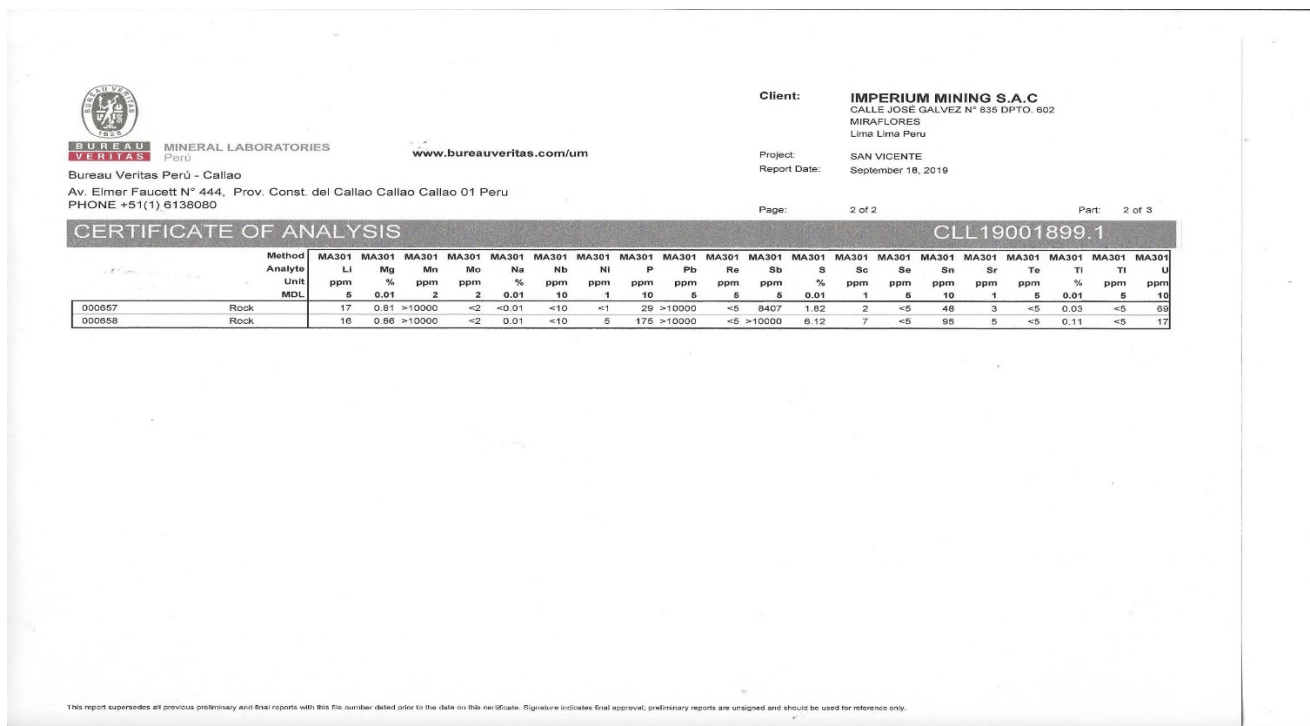 BUREAU VERITAS
1828
BUREAU
VERITAS
MINERAL LABORATORIES
Perú
www.bureauveritas.com/um
Client:
IMPERIUM MINING S.A.C
CALLE JOSÉ GALVEZ N° 835 DPTO. 602
MIRAFLORES
Lima Lima Peru
Bureau Veritas Perú - Callao
Av. Elmer Faucett N° 444, Prov. Const. del Callao Callao Callao 01 Peru
PHONE +51(1) 6138080
Project: SAN VICENTE
Report Date: September 18, 2019
Page: 2 of 2 Part: 2 of 3
CERTIFICATE OF ANALYSIS CLL19001899.1
Method MA301 MA301 MA301 MA301 MA301 MA301 MA301 MA301 MA301 MA301 MA301 MA301 MA301 MA301 MA301 MA301 MA301 MA301 MA301 MA301
Analyte Li Mg Mn Mo Na Nb Ni P Pb Re Sb S Sc Se Sn Sr Te Ti Tl U
Unit ppm % ppm ppm % ppm ppm ppm ppm ppm ppm % ppm ppm ppm ppm ppm % ppm ppm
MDL 5 0.01 2 2 0.01 10 1 10 5 5 5 0.01 1 5 10 1 5 0.01 5 10
000657 Rock 17 0.81 >10000 <2 <0.01 <10 <1 29 >10000 <5 8407 1.82 2 <5 48 3 <5 0.03 <5 69
000658 Rock 16 0.86 >10000 <2 0.01 <10 5 175 >10000 <5 >10000 6.12 7 <5 95 5 <5 0.11 <5 17
This report supersedes all previous preliminary and final reports with this file number dated prior to the date on this certificate. Signature indicates final approval; preliminary reports are unsigned and should be used for reference only.